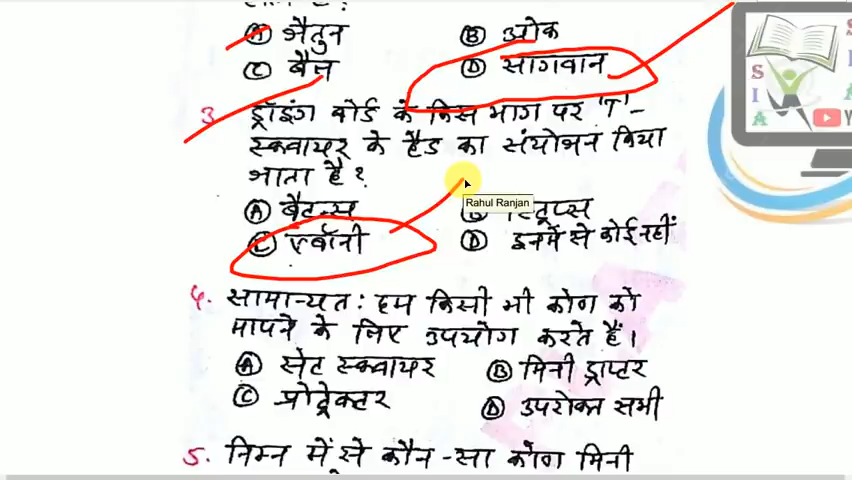 Ⓐ जैतुन Ⓑ ओक
Ⓒ बैंत Ⓓ सागवान
3. ड्रॉइंग बोर्ड के किस भाग पर 'T'-
स्क्वायर के हैड का संयोजन किया
जाता है?
Ⓐ बैटन्स Ⓑ स्ट्रिप्स
Ⓒ एबॉनी Ⓓ इनमें से कोई नहीं
Rahul Ranjan
4. सामान्यत: हम किसी भी कोण को
मापने के लिए उपयोग करते हैं।
Ⓐ सेट स्क्वायर Ⓑ मिनी ड्राफ्टर
Ⓒ प्रोट्रेक्टर Ⓓ उपरोक्त सभी
5. निम्न में से कौन-सा कोण मिनी
S
I
A
S
I
A